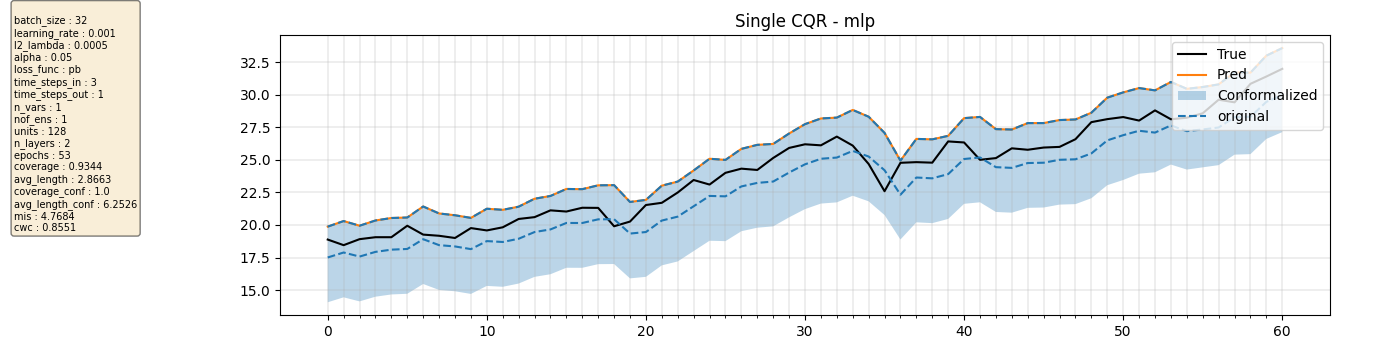 batch_size : 32
learning_rate : 0.001
l2_lambda : 0.0005
alpha : 0.05
loss_func : pb
time_steps_in : 3
time_steps_out : 1
n_vars : 1
nof_ens : 1
units : 128
n_layers : 2
epochs : 53
coverage : 0.9344
avg_length : 2.8663
coverage_conf : 1.0
avg_length_conf : 6.2526
mis : 4.7684
cwc : 0.8551
Single CQR - mlp
True
Pred
Conformalized
original
32.5
30.0
27.5
25.0
22.5
20.0
17.5
15.0
0 10 20 30 40 50 60